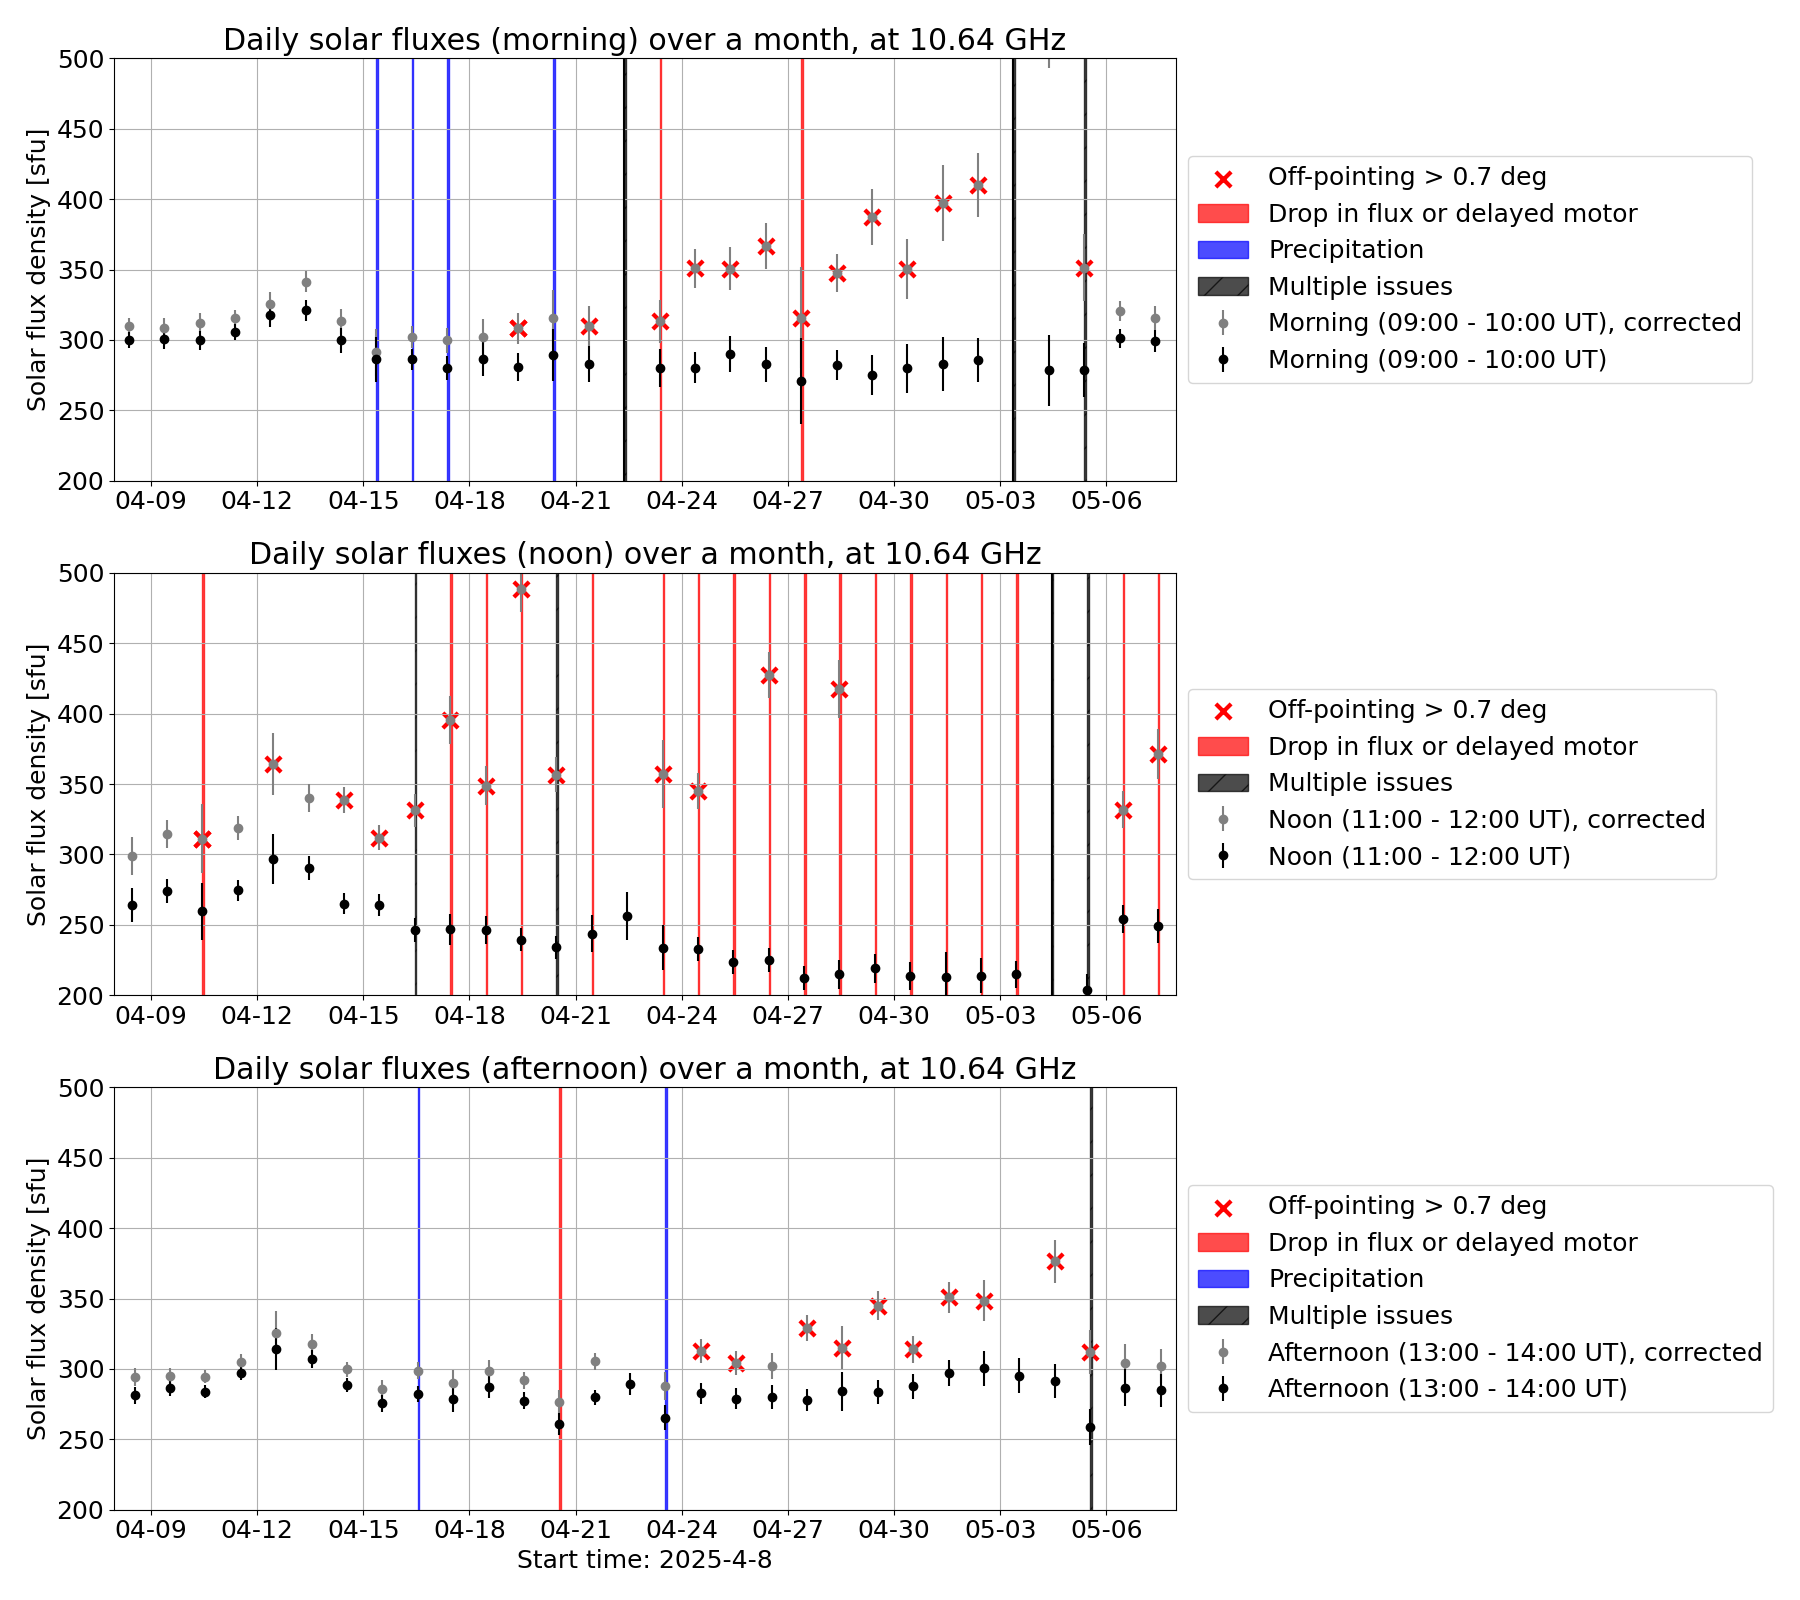 Daily solar fluxes (morning) over a month, at 10.64 GHz
500
450
400
350
300
250
200
Solar flux density [sfu]
04-09 04-12 04-15 04-18 04-21 04-24 04-27 04-30 05-03 05-06
Off-pointing > 0.7 deg
Drop in flux or delayed motor
Precipitation
Multiple issues
Morning (09:00 - 10:00 UT), corrected
Morning (09:00 - 10:00 UT)
Daily solar fluxes (noon) over a month, at 10.64 GHz
500
450
400
350
300
250
200
Solar flux density [sfu]
04-09 04-12 04-15 04-18 04-21 04-24 04-27 04-30 05-03 05-06
Off-pointing > 0.7 deg
Drop in flux or delayed motor
Multiple issues
Noon (11:00 - 12:00 UT), corrected
Noon (11:00 - 12:00 UT)
Daily solar fluxes (afternoon) over a month, at 10.64 GHz
500
450
400
350
300
250
200
Solar flux density [sfu]
04-09 04-12 04-15 04-18 04-21 04-24 04-27 04-30 05-03 05-06
Start time: 2025-4-8
Off-pointing > 0.7 deg
Drop in flux or delayed motor
Precipitation
Multiple issues
Afternoon (13:00 - 14:00 UT), corrected
Afternoon (13:00 - 14:00 UT)